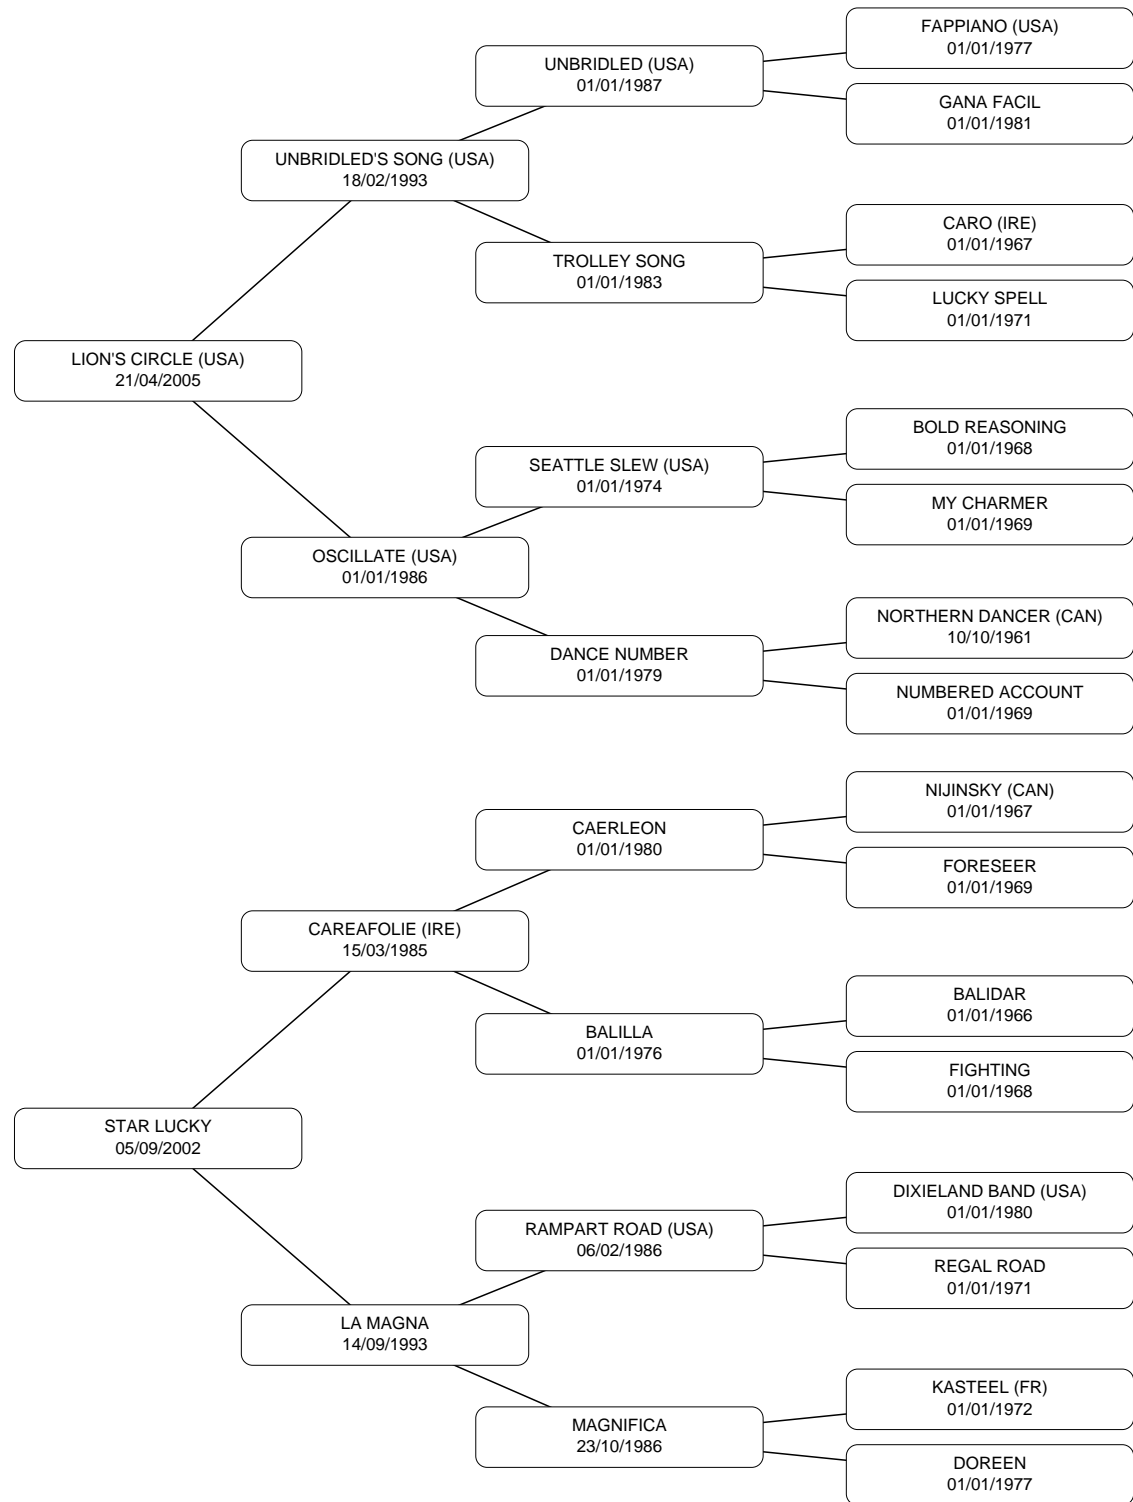 FAPPIANO (USA)
01/01/1977
UNBRIDLED (USA)
01/01/1987
GANA FACIL
01/01/1981
UNBRIDLED'S SONG (USA)
18/02/1993
CARO (IRE)
01/01/1967
TROLLEY SONG
01/01/1983
LUCKY SPELL
01/01/1971
LION'S CIRCLE (USA)
21/04/2005
BOLD REASONING
01/01/1968
SEATTLE SLEW (USA)
01/01/1974
MY CHARMER
01/01/1969
OSCILLATE (USA)
01/01/1986
NORTHERN DANCER (CAN)
10/10/1961
DANCE NUMBER
01/01/1979
NUMBERED ACCOUNT
01/01/1969
NIJINSKY (CAN)
01/01/1967
CAERLEON
01/01/1980
FORESEER
01/01/1969
CAREAFOLIE (IRE)
15/03/1985
BALIDAR
01/01/1966
BALILLA
01/01/1976
FIGHTING
01/01/1968
STAR LUCKY
05/09/2002
DIXIELAND BAND (USA)
01/01/1980
RAMPART ROAD (USA)
06/02/1986
REGAL ROAD
01/01/1971
LA MAGNA
14/09/1993
KASTEEL (FR)
01/01/1972
MAGNIFICA
23/10/1986
DOREEN
01/01/1977